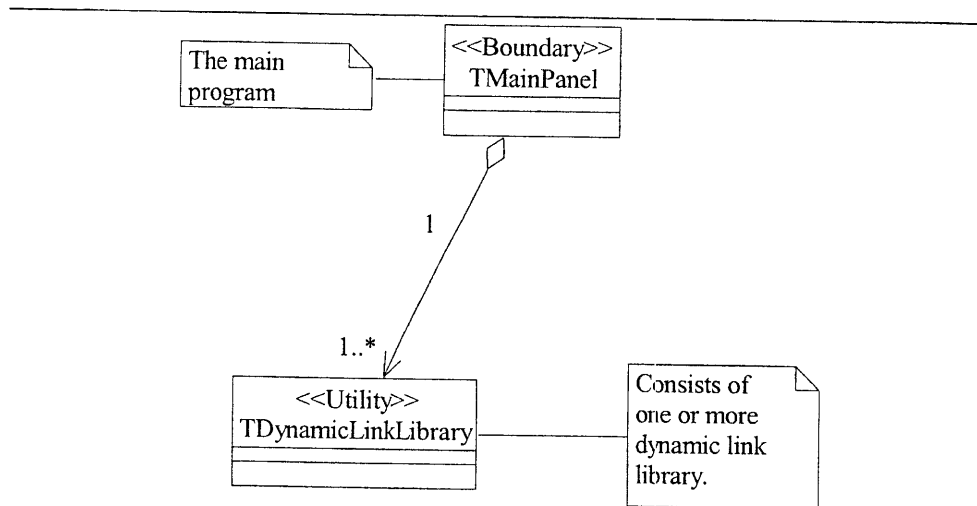 The main
program
<<Boundary>>
TMainPanel
1
1..*
<<Utility>>
TDynamicLinkLibrary
Consists of
one or more
dynamic link
library.